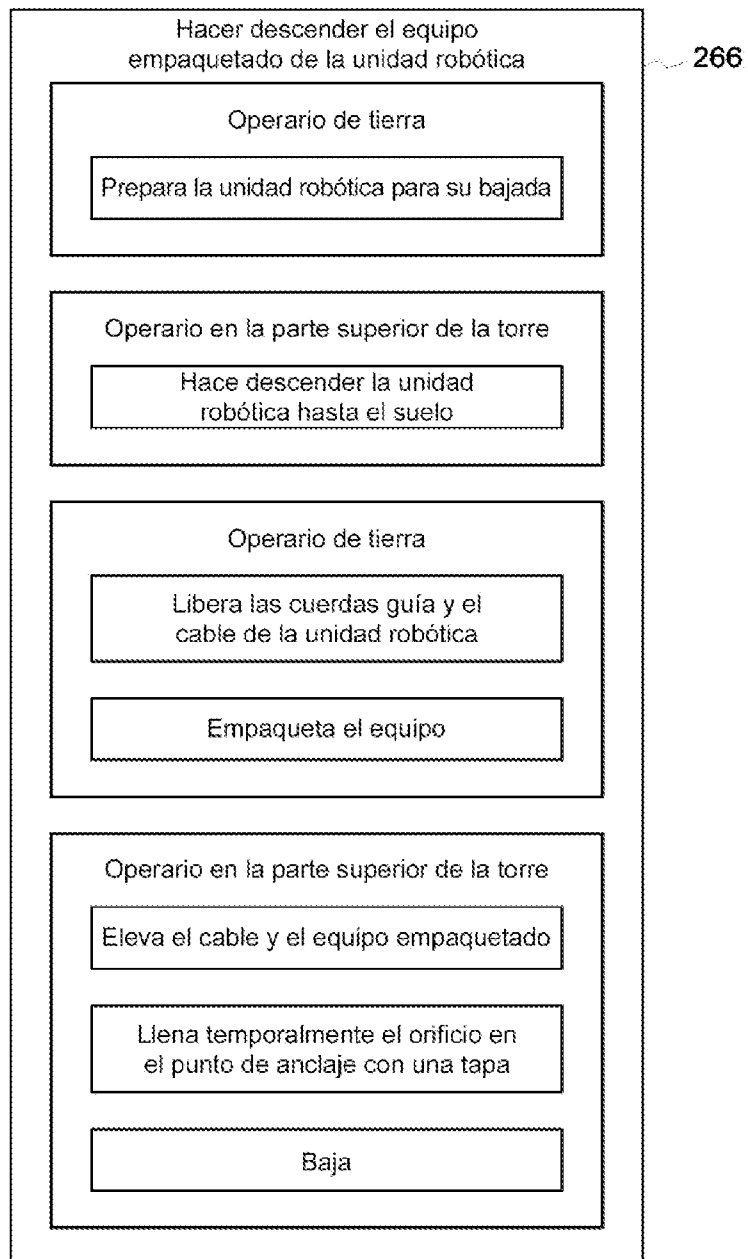 Hacer descender el equipo
empaquetado de la unidad robótica
266
Operario de tierra
Prepara la unidad robótica para su bajada
Operario en la parte superior de la torre
Hace descender la unidad
robótica hasta el suelo
Operario de tierra
Libera las cuerdas guía y el
cable de la unidad robótica
Empaqueta el equipo
Operario en la parte superior de la torre
Eleva el cable y el equipo empaquetado
Llena temporalmente el orificio en
el punto de anclaje con una tapa
Baja